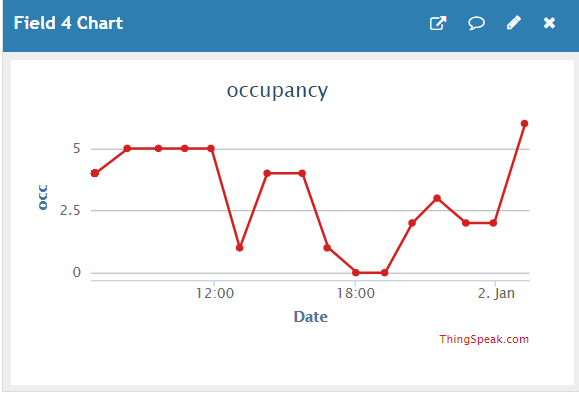 Field 4 Chart
occupancy
5
2.5
0
occ
12:00 18:00 2. Jan
Date
ThingSpeak.com